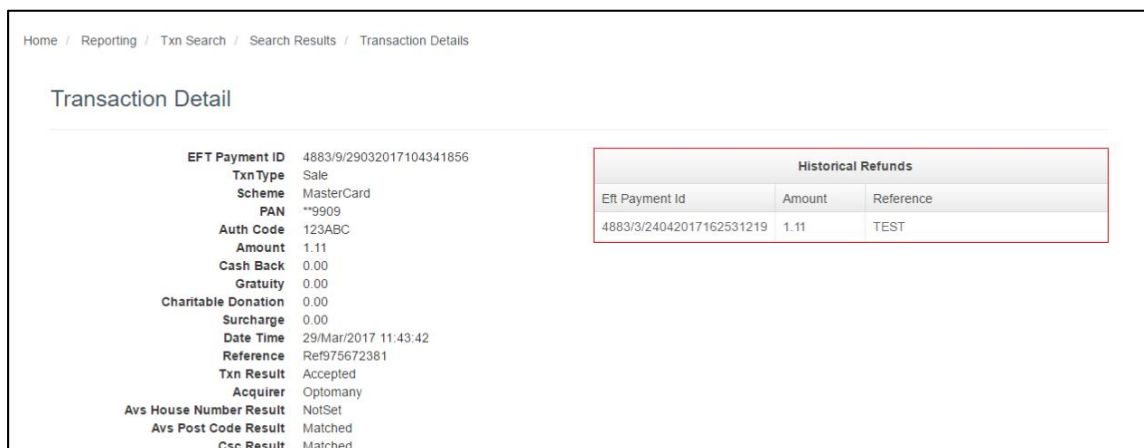 Home / Reporting / Txn Search / Search Results / Transaction Details
Transaction Detail
EFT Payment ID 4883/9/29032017104341856
TxnType Sale
Scheme MasterCard
PAN **9909
Auth Code 123ABC
Amount 1.11
Cash Back 0.00
Gratuity 0.00
Charitable Donation 0.00
Surcharge 0.00
Date Time 29/Mar/2017 11:43:42
Reference Ref975672381
Txn Result Accepted
Acquirer Optomany
Avs House Number Result NotSet
Avs Post Code Result Matched
Csc Result Matched
Historical Refunds
Eft Payment Id Amount Reference
4883/3/24042017162531219 1.11 TEST